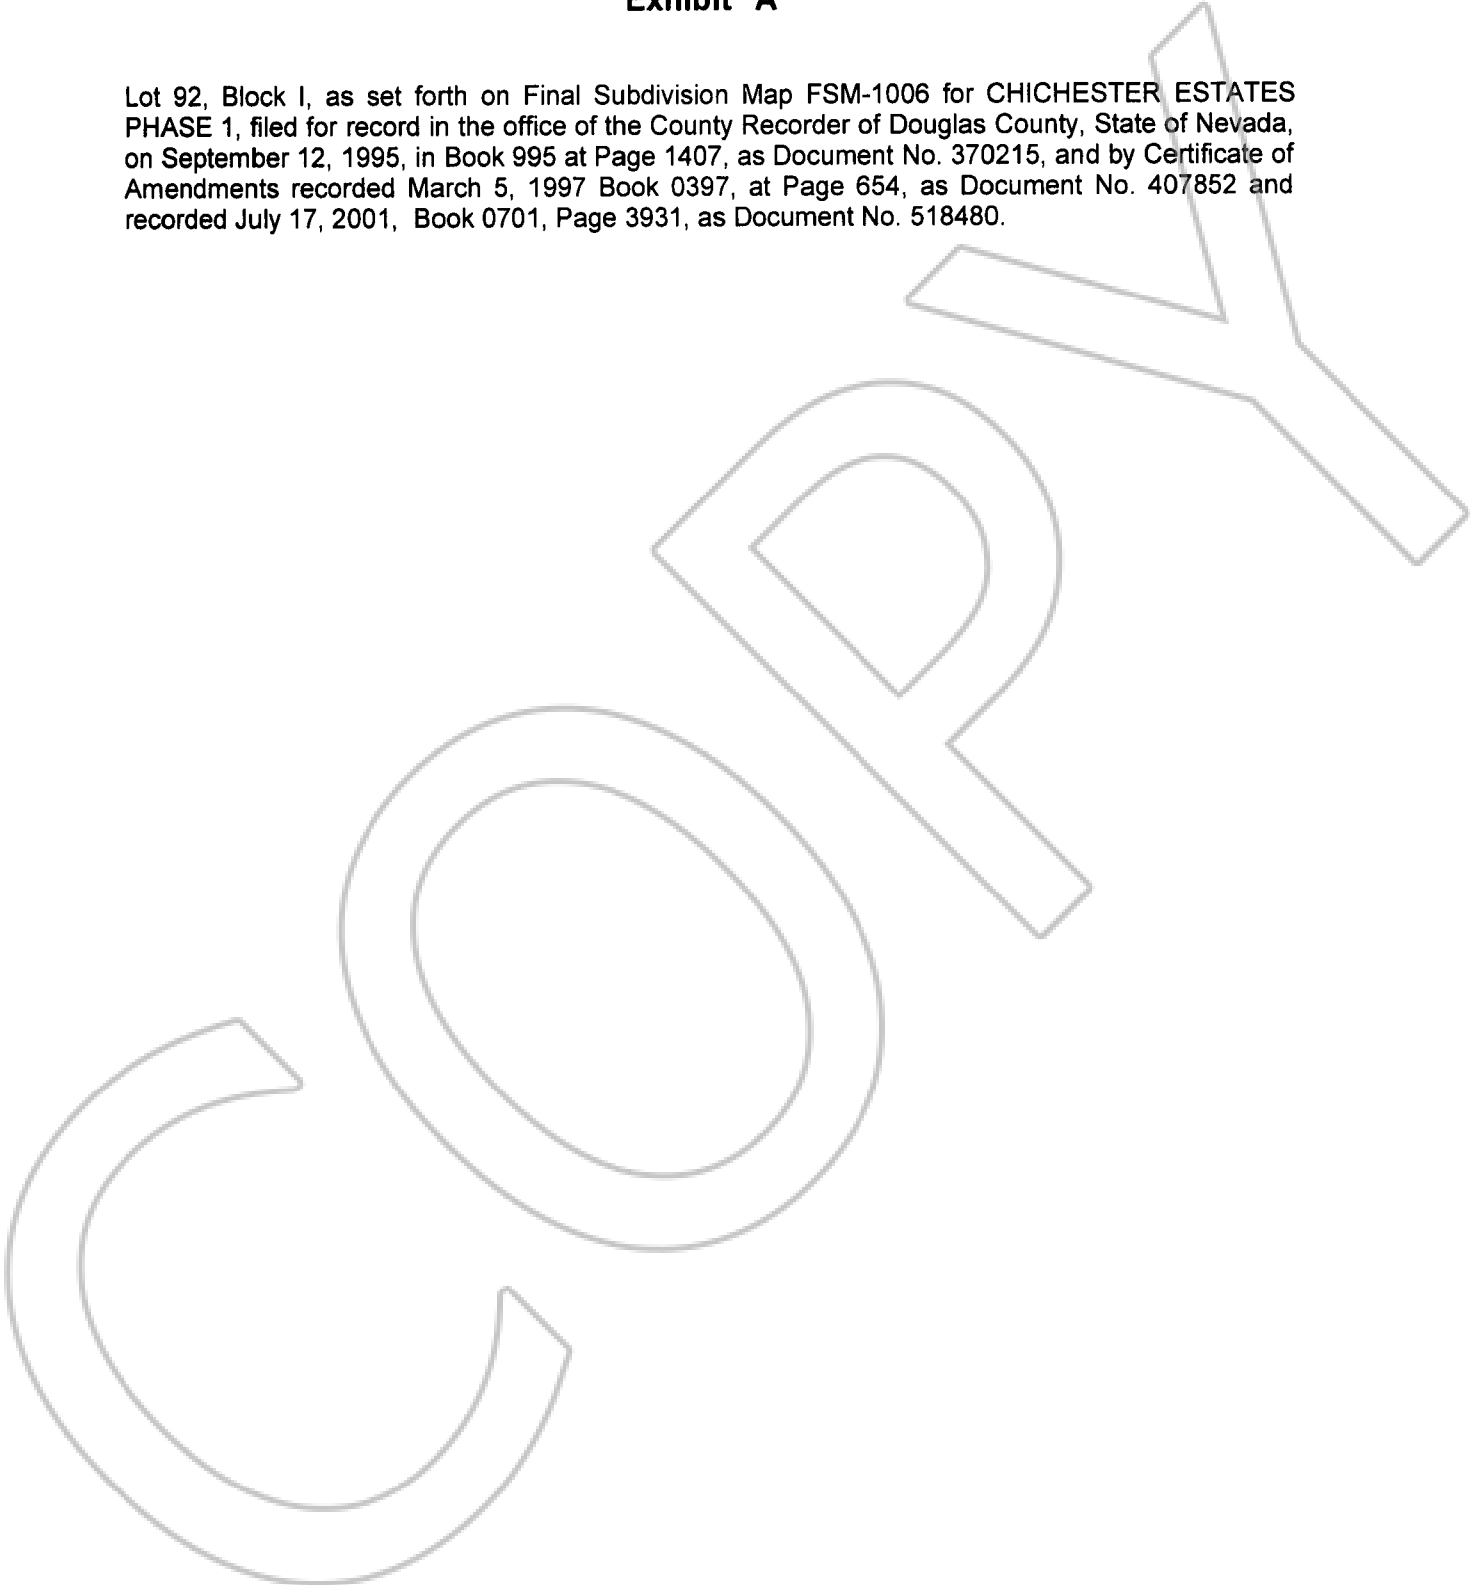 Exhibit "A"
Lot 92, Block I, as set forth on Final Subdivision Map FSM-1006 for CHICHESTER ESTATES
PHASE 1, filed for record in the office of the County Recorder of Douglas County, State of Nevada,
on September 12, 1995, in Book 995 at Page 1407, as Document No. 370215, and by Certificate of
Amendments recorded March 5, 1997 Book 0397, at Page 654, as Document No. 407852 and
recorded July 17, 2001, Book 0701, Page 3931, as Document No. 518480.
COPY